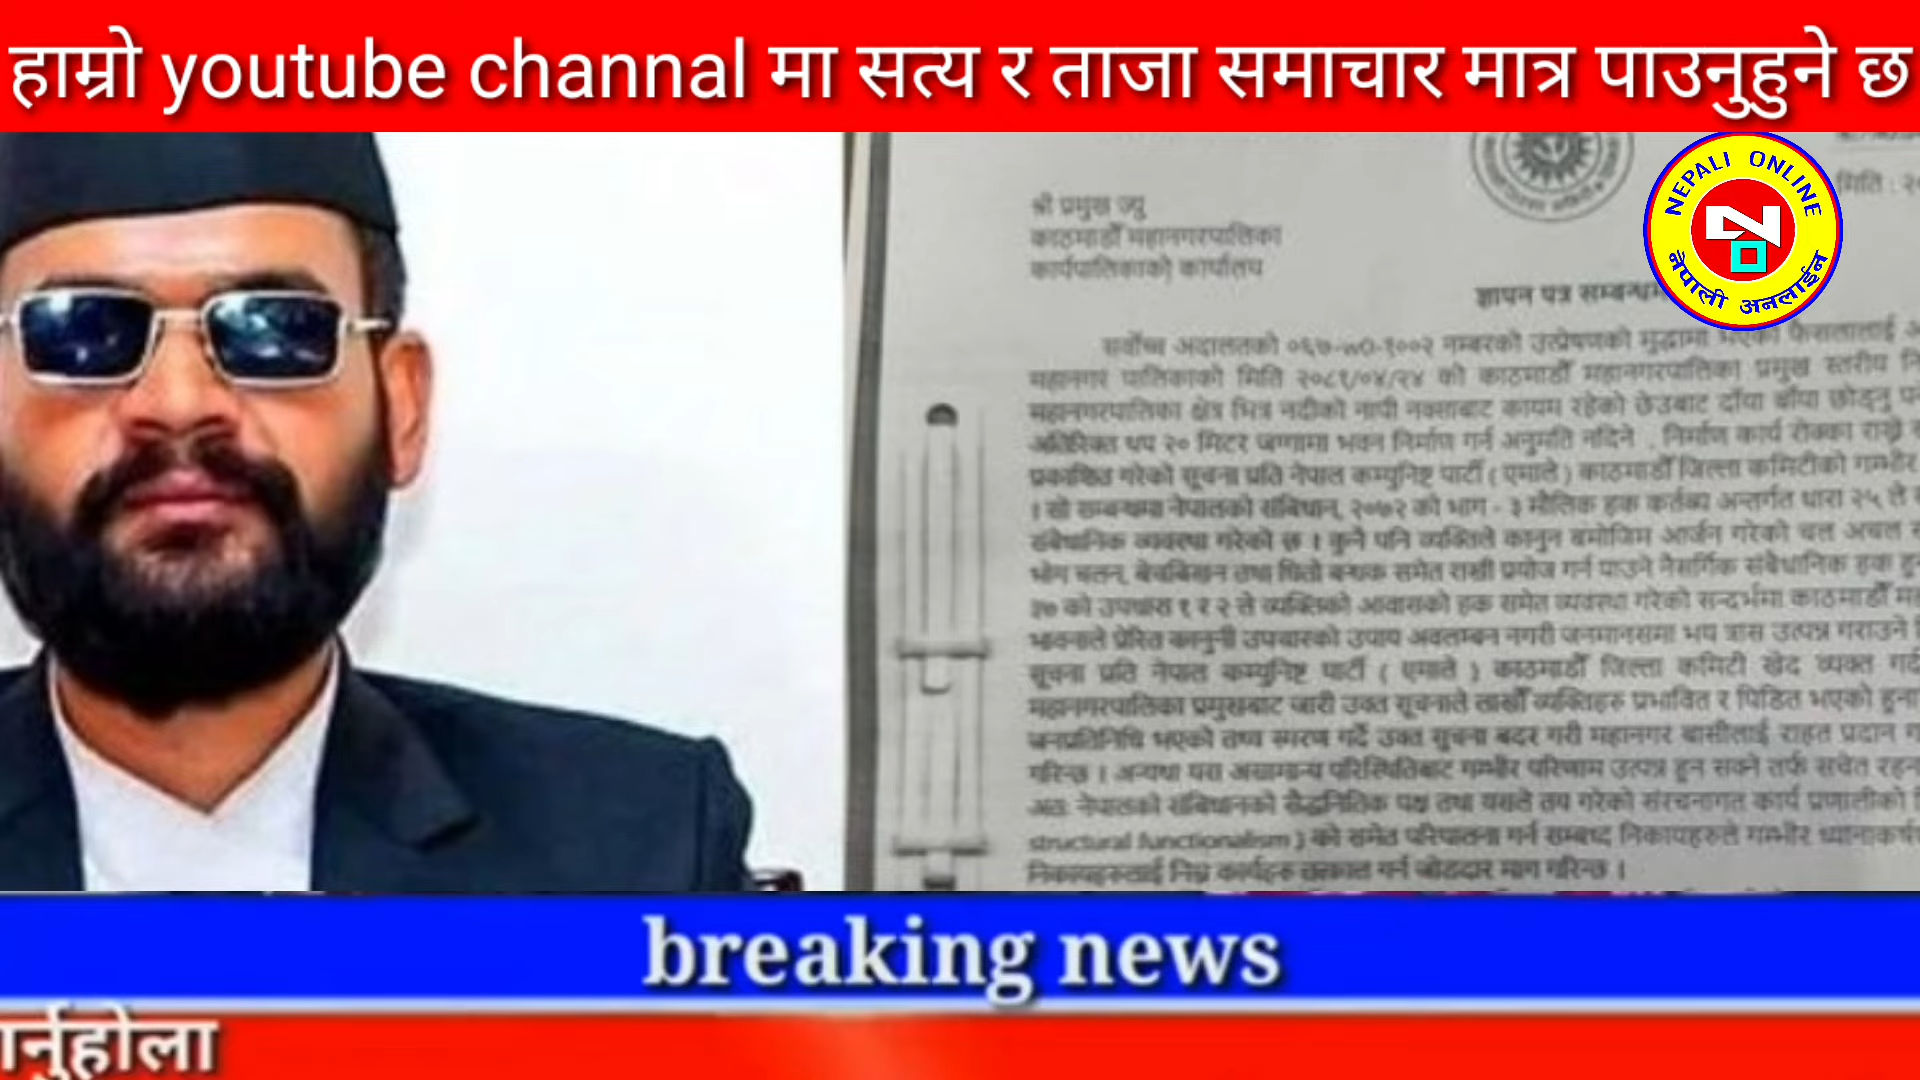 हाम्रो youtube channal मा सत्य र ताजा समाचार मात्र पाउनुहुने छ
NEPALI ONLINE
नेपाली अनलाईन
मिति : २०
श्री प्रमुख ज्यु
काठमाडौँ महानगरपालिका
कार्यपालिकाको कार्यालय
ज्ञापन पत्र सम्बन्धमा
सर्वोच्च अदालतको ०६७-WO-१००२ नम्बरको उत्प्रेषणको मुद्धामा भएको फैसलालाई
महानगर पालिकाको मिति २०८१/०४/२४ को काठमाडौँ महानगरपालिका प्रमुख स्तरीय
महानगरपालिका क्षेत्र भित्र नदीको नापी नक्साबाट कायम रहेको छेउबाट दाँया बाँया छोड्नु
अतिरिक्त थप २० मिटर जग्गामा भवन निर्माण गर्न अनुमति नदिने , निर्माण कार्य रोक्का राख्ने
प्रकाशित गरेको सूचना प्रति नेपाल कम्युनिष्ट पार्टी ( एमाले ) काठमाडौँ जिल्ला कमिटीको गम्भीर
। सो सम्बन्धमा नेपालको संबिधान, २०७२ को भाग - ३ मौलिक हक कर्तब्य अन्तर्गत धारा २५ ले
संबैधानिक व्यवस्था गरेको छ । कुनै पनि व्यक्तिले कानुन बमोजिम आर्जन गरेको चल अचल
भोग चलन, बेचबिखन तथा धितो बन्धक समेत राखी प्रयोज गर्न पाउने नैसर्गिक संबैधानिक हक
३७ को उपधारा १ र २ ले व्यक्तिको आवासको हक समेत व्यवस्था गरेको सन्दर्भमा काठमाडौँ
भावनाले प्रेरित कानुनी उपचारको उपाय अवलम्बन नगरी जनमानसमा भय त्रास उत्पन्न गराउने
सूचना प्रति नेपाल कम्युनिष्ट पार्टी ( एमाले ) काठमाडौँ जिल्ला कमिटी खेद व्यक्त गर्द
महानगरपालिका प्रमुखबाट जारी उक्त सूचनाले लाखौँ व्यक्तिहरु प्रभावित र पिडित भएको हुना
जनप्रतिनिधि भएको तथ्य स्मरण गर्दै उक्त सुचना बदर गरी महानगर बासीलाई राहत प्रदान
गरिन्छ । अन्यथा यस असामान्य परिस्थितिबाट गम्भीर परिणाम उत्पन्न हुन सक्ने तर्फ सचेत रहन
अतः नेपालको संबिधानको सैद्धान्तिक पक्ष तथा यसले तय गरेको संरचनागत कार्य प्रणालीको
structural functionalism ) को समेत परिपालना गर्न सम्बध्द निकायहरुले गम्भीर ध्यानाकर्ष
निकायहरुलाई निम्न कार्यहरु तत्काल गर्न जोडदार माग गरिन्छ ।
breaking news
गर्नुहोला